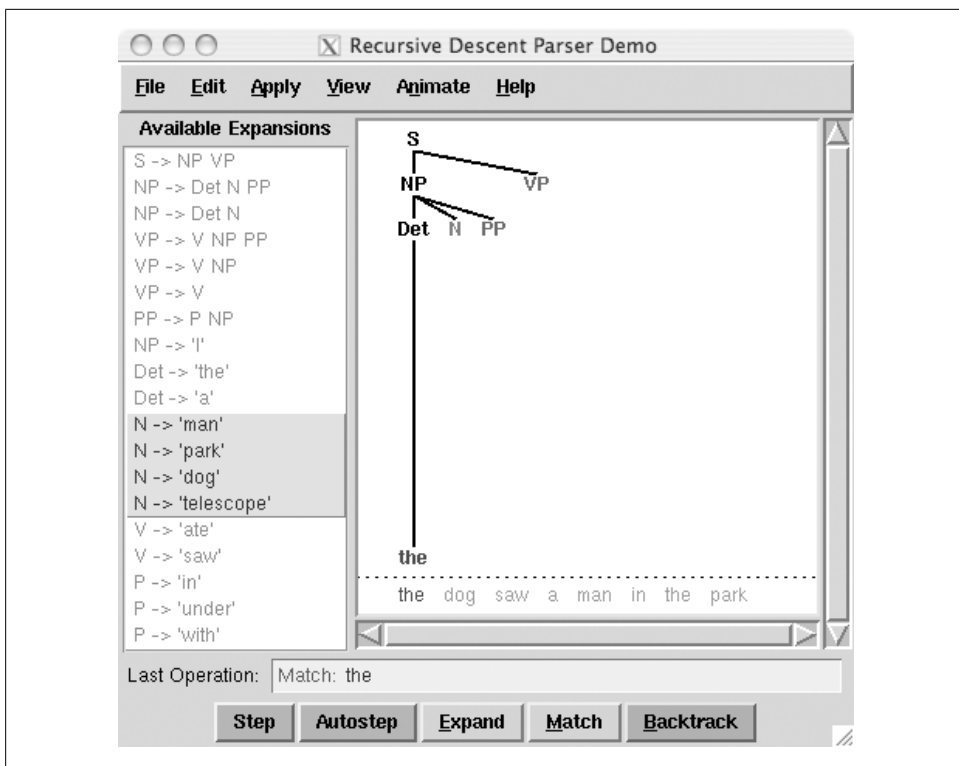 X Recursive Descent Parser Demo
File Edit Apply View Animate Help
Available Expansions
S -> NP VP
NP -> Det N PP
NP -> Det N
VP -> V NP PP
VP -> V NP
VP -> V
PP -> P NP
NP -> 'I'
Det -> 'the'
Det -> 'a'
N -> 'man'
N -> 'park'
N -> 'dog'
N -> 'telescope'
V -> 'ate'
V -> 'saw'
P -> 'in'
P -> 'under'
P -> 'with'
S
NP VP
Det N PP
the
the dog saw a man in the park
Last Operation: Match: the
Step Autostep Expand Match Backtrack